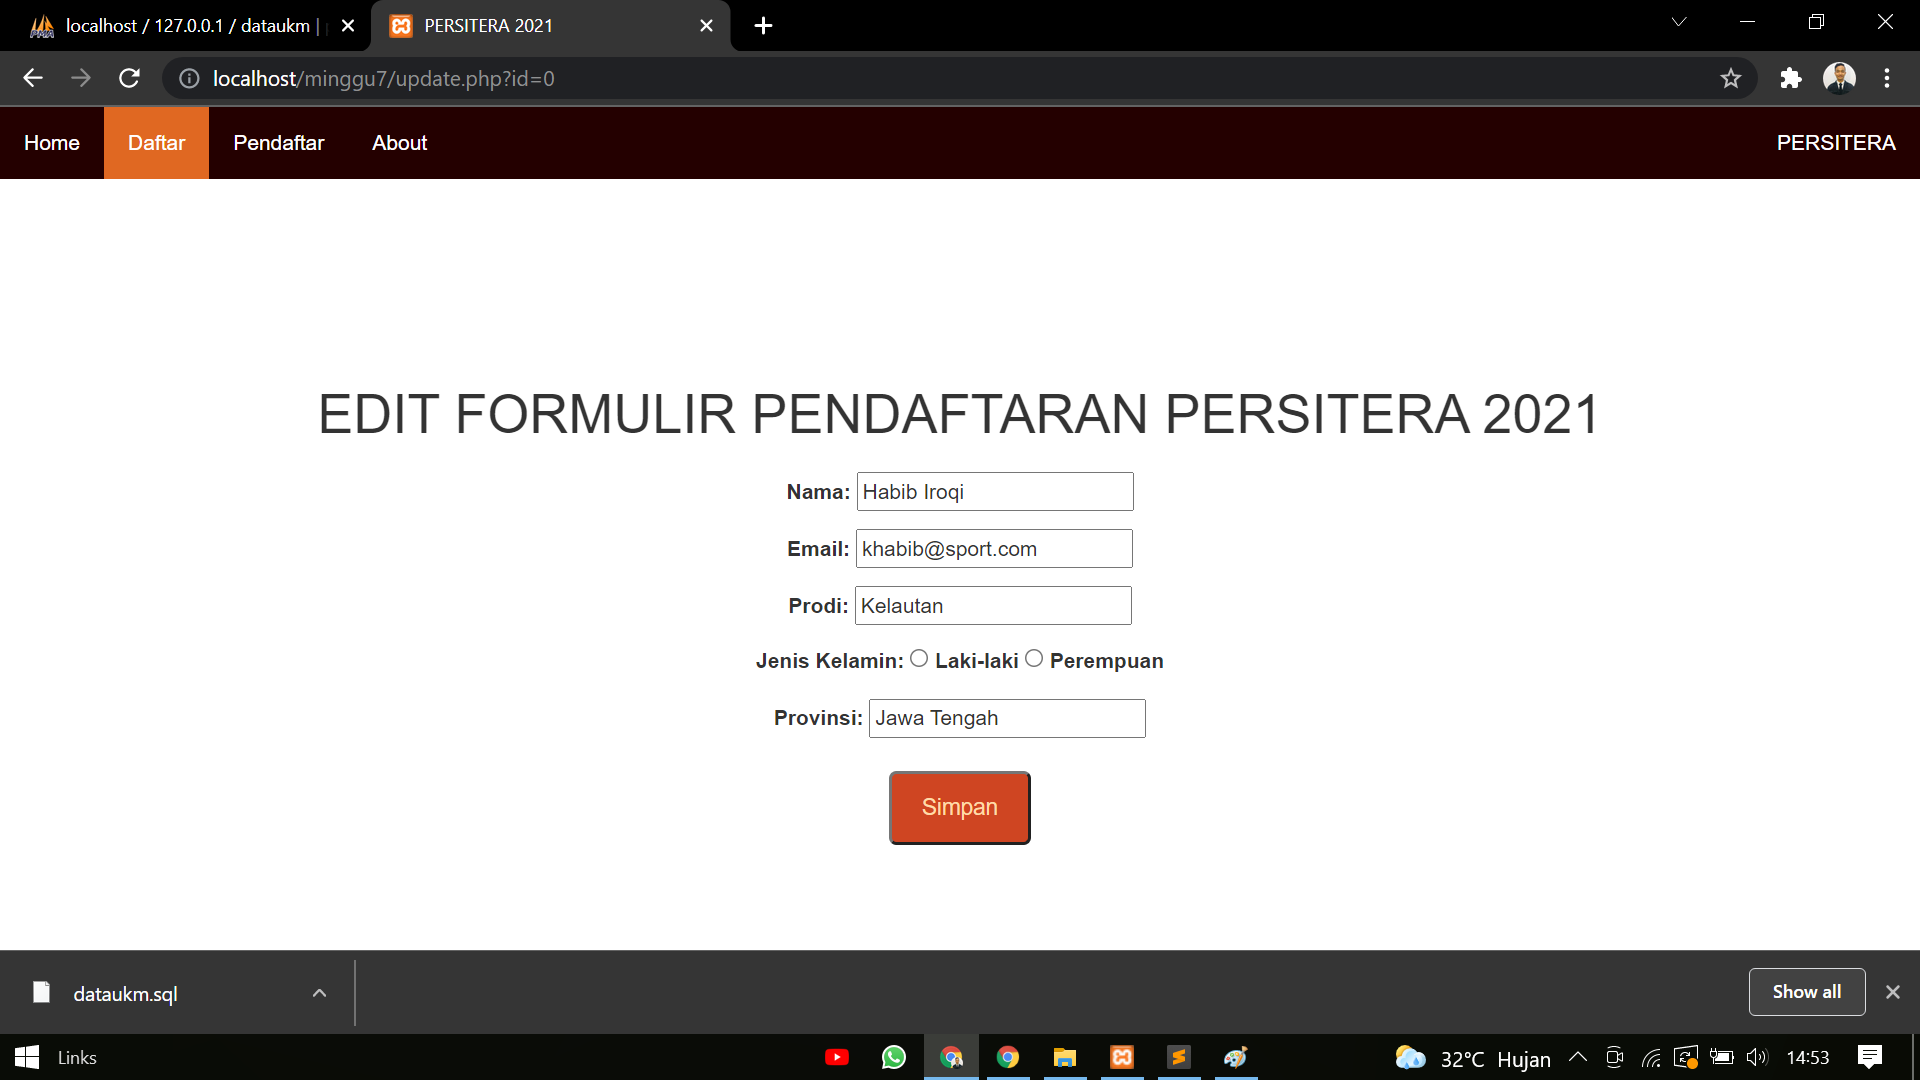 localhost / 127.0.0.1 / dataukm |
PERSITERA 2021
localhost/minggu7/update.php?id=0
Home
Daftar
Pendaftar
About
PERSITERA
EDIT FORMULIR PENDAFTARAN PERSITERA 2021
Nama: Habib Iroqi
Email: khabib@sport.com
Prodi: Kelautan
Jenis Kelamin: Laki-laki Perempuan
Provinsi: Jawa Tengah
Simpan
dataukm.sql
Show all
Links
32°C Hujan
14:53